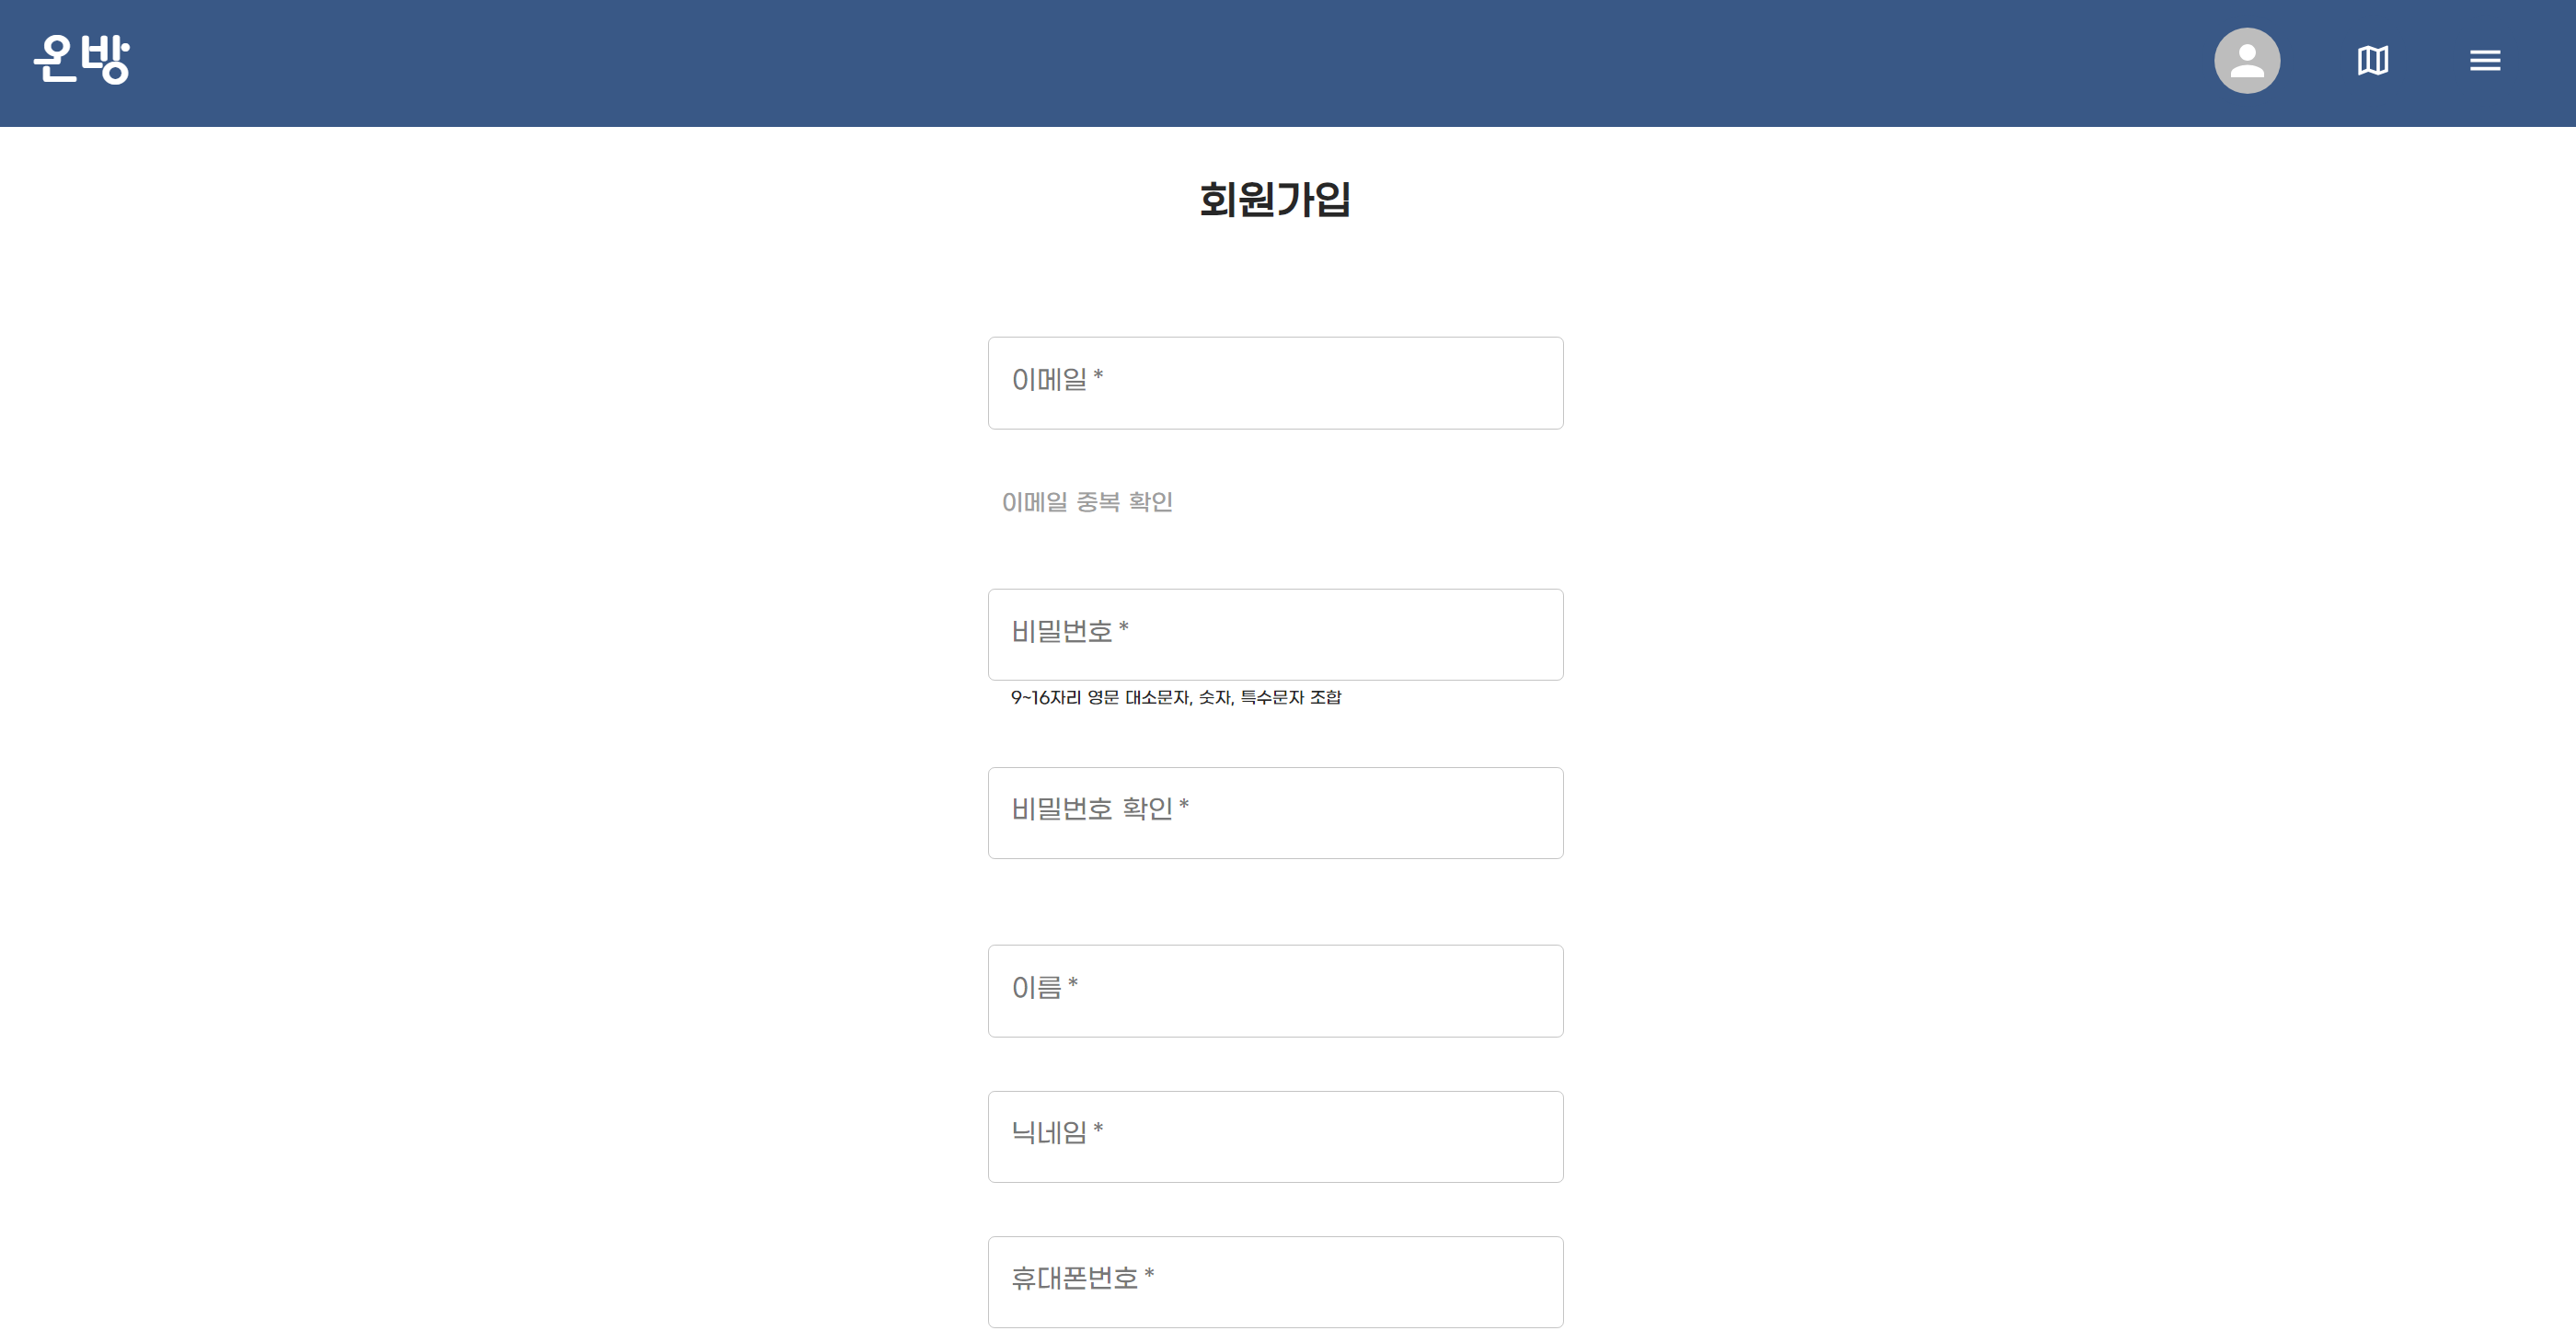 온방
회원가입
이메일 *
이메일 중복 확인
비밀번호 *
9~16자리 영문 대소문자, 숫자, 특수문자 조합
비밀번호 확인 *
이름 *
닉네임 *
휴대폰번호 *